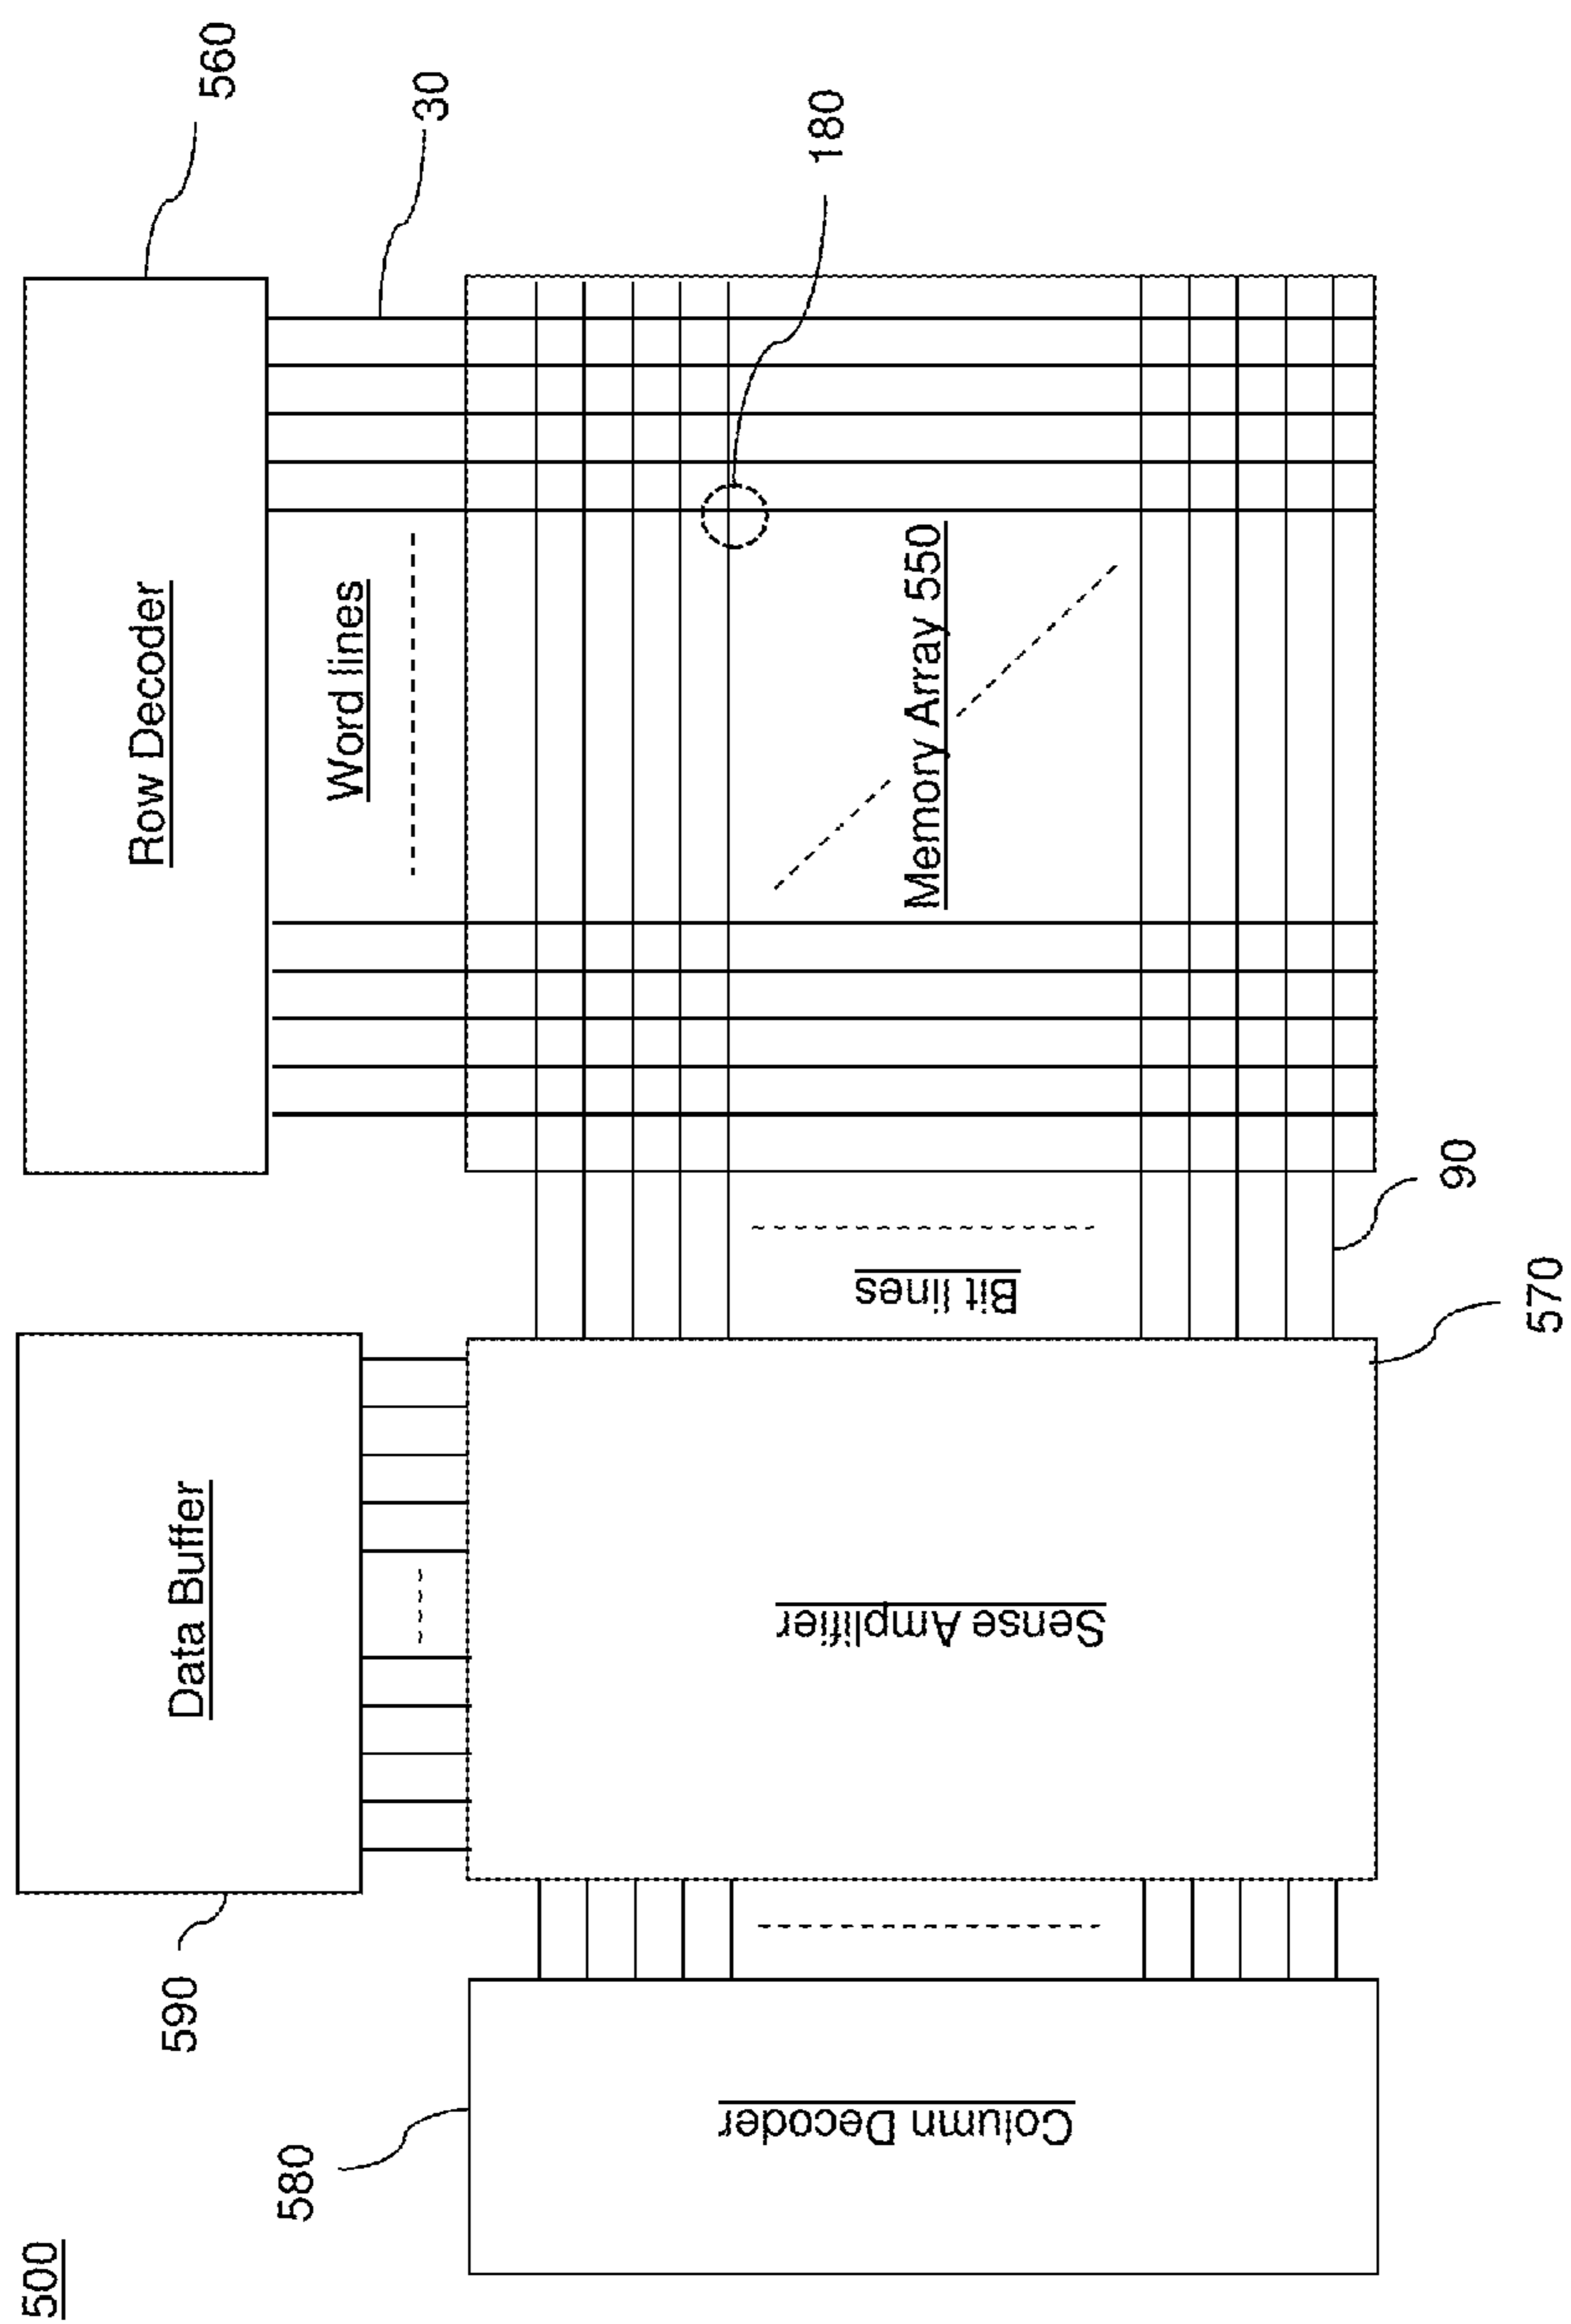 500
580
Column Decoder
590
Data Buffer
Sense Amplifier
570
Bit lines
90
Row Decoder
560
Word lines
30
Memory Array 550
180